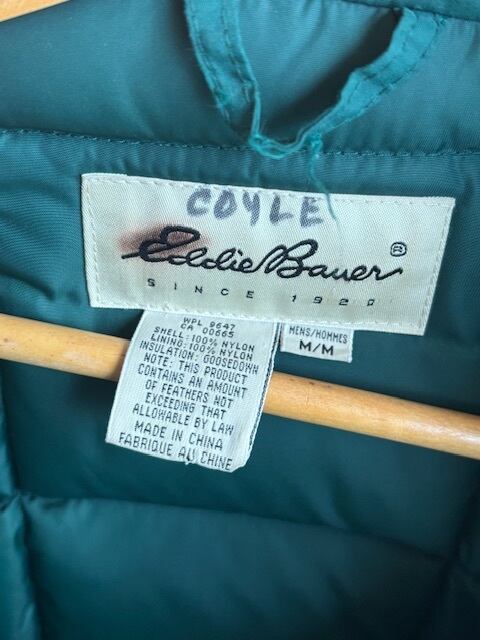 COYLE
Eddie Bauer ®
SINCE 1920
WPL 9647
CA 00665
SHELL: 100% NYLON
LINING: 100% NYLON
INSULATION: GOOSEDOWN
NOTE: THIS PRODUCT
CONTAINS AN AMOUNT
OF FEATHERS NOT
EXCEEDING THAT
ALLOWABLE BY LAW
MADE IN CHINA
FABRIQUE AU CHINE
MENS/HOMMES
M/M